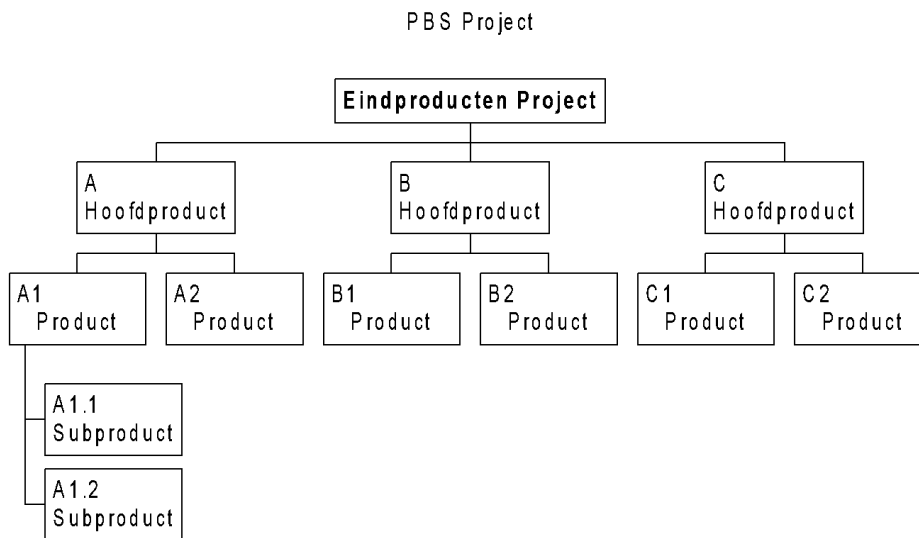 PBS Project
Eindproducten Project
A
Hoofdproduct
B
Hoofdproduct
C
Hoofdproduct
A1
Product
A2
Product
B1
Product
B2
Product
C1
Product
C2
Product
A1.1
Subproduct
A1.2
Subproduct